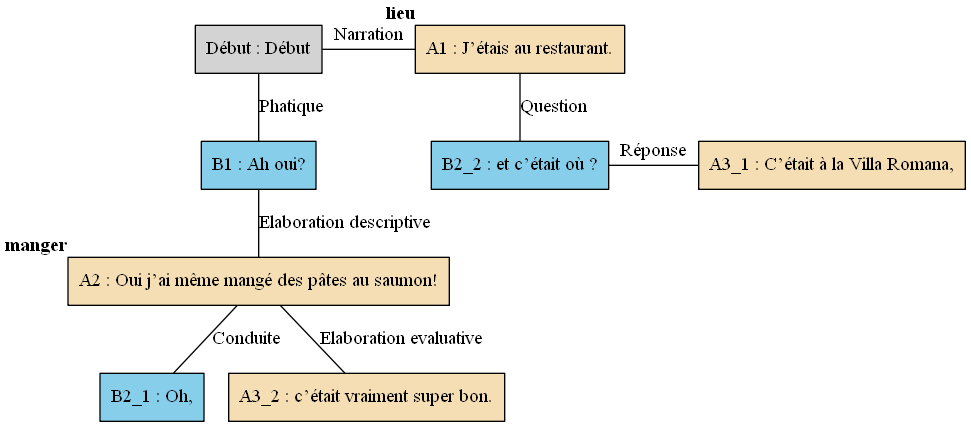 lieu
Début : Début
Narration
A1 : J’étais au restaurant.
Phatique
Question
B1 : Ah oui?
B2_2 : et c’était où ?
Réponse
A3_1 : C’était à la Villa Romana,
Elaboration descriptive
manger
A2 : Oui j’ai même mangé des pâtes au saumon!
Conduite
Elaboration evaluative
B2_1 : Oh,
A3_2 : c’était vraiment super bon.